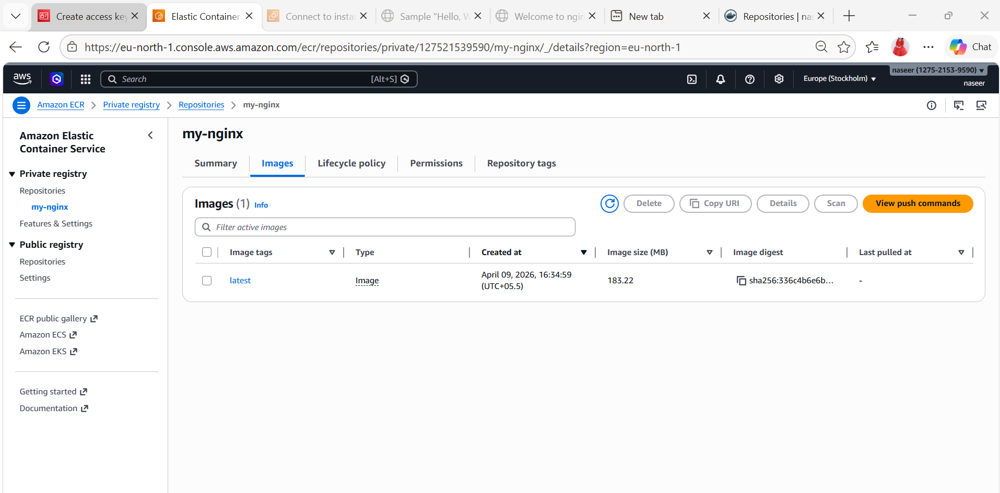 Create access key
Elastic Container
Connect to insta
Sample "Hello, W
Welcome to ngin
New tab
Repositories | nas
https://eu-north-1.console.aws.amazon.com/ecr/repositories/private/127521539590/my-nginx/_/details?region=eu-north-1
Chat
aws
Search
[Alt+S]
Europe (Stockholm)
naseer (1275-2153-9590)
naseer
Amazon ECR
Private registry
Repositories
my-nginx
Amazon Elastic
Container Service
Private registry
Repositories
my-nginx
Features & Settings
Public registry
Repositories
Settings
ECR public gallery
Amazon ECS
Amazon EKS
Getting started
Documentation
my-nginx
Summary
Images
Lifecycle policy
Permissions
Repository tags
Images (1) Info
Delete
Copy URI
Details
Scan
View push commands
Filter active images
Image tags
Type
Created at
Image size (MB)
Image digest
Last pulled at
latest
Image
April 09, 2026, 16:34:59
(UTC+05.5)
183.22
sha256:336c4b6e6b...
-